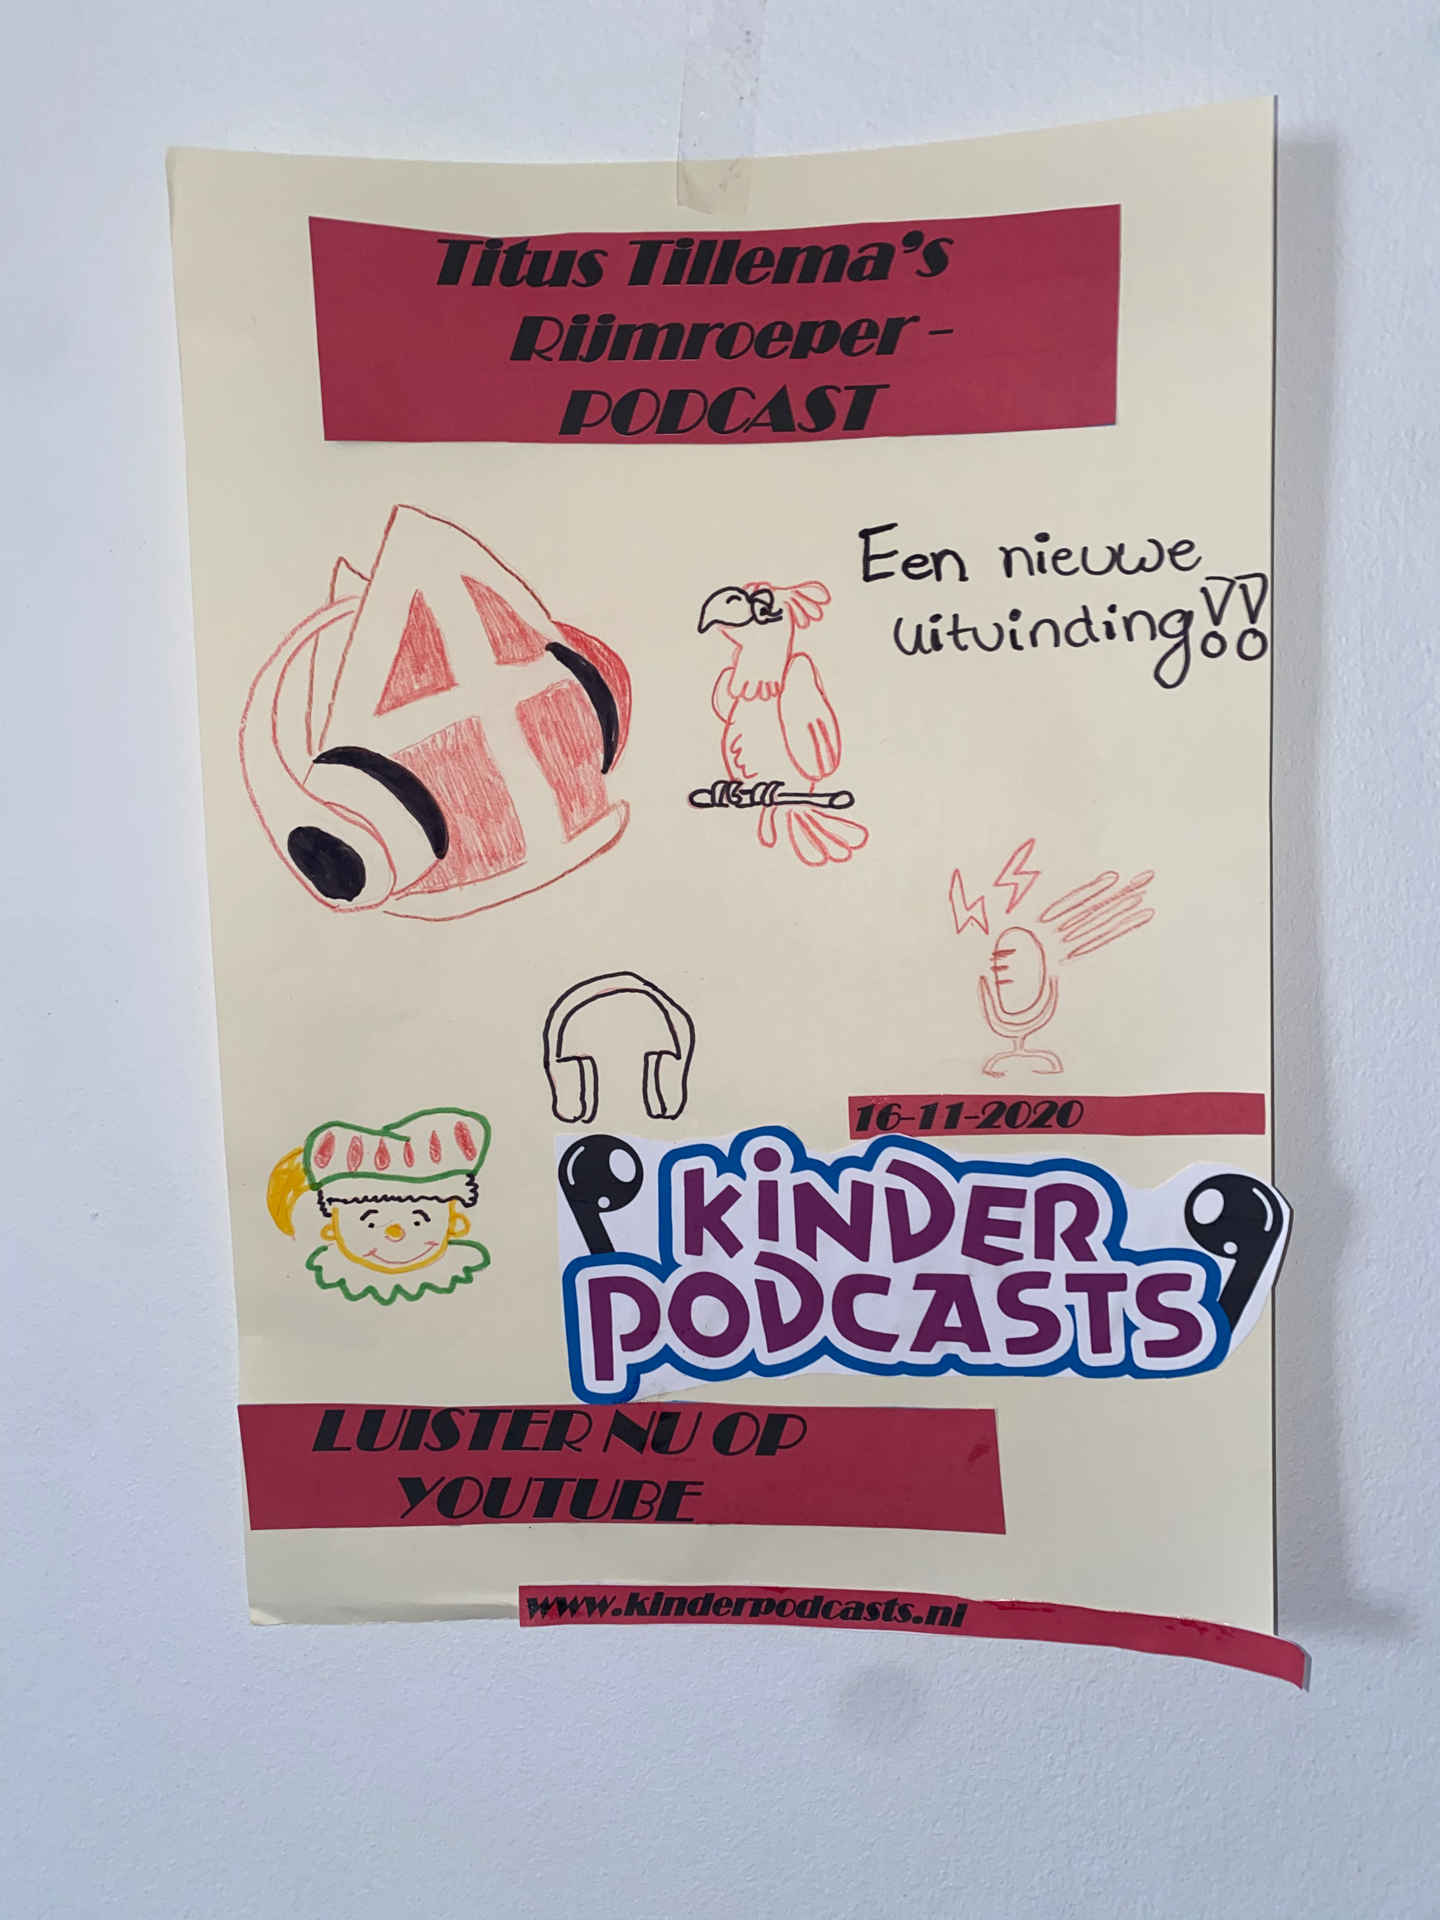 Titus Tillema's
Rijmroeper -
PODCAST
Een nieuwe
uitvinding!!
16-11-2020
KiNDER
PODCASTS
LUISTER NU OP
YOUTUBE
www.kinderpodcasts.nl